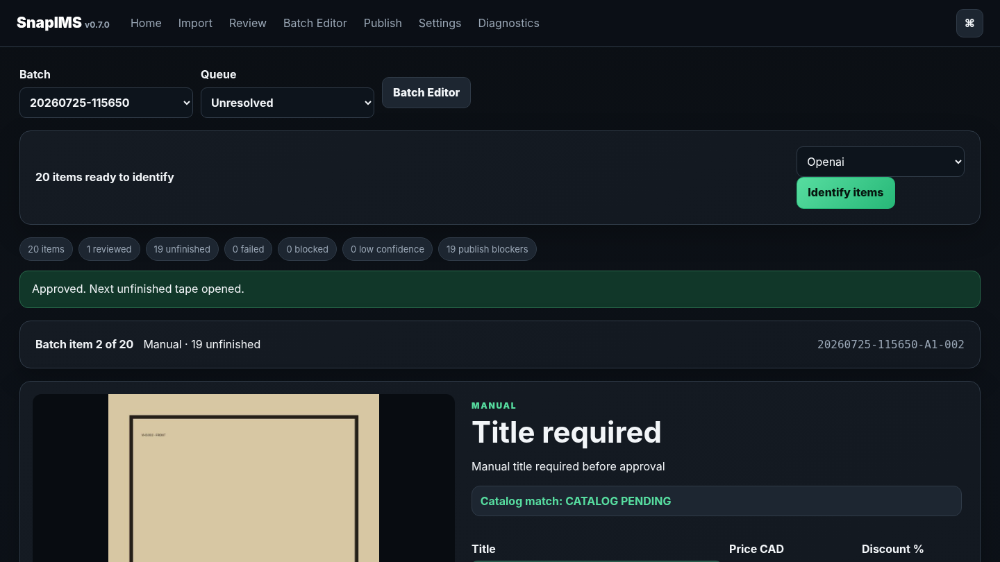 SnapIMS v0.7.0 Home Import Review Batch Editor Publish Settings Diagnostics ⌘
Batch Queue
20260725-115650 Unresolved Batch Editor
Openai
20 items ready to identify
Identify items
20 items 1 reviewed 19 unfinished 0 failed 0 blocked 0 low confidence 19 publish blockers
Approved. Next unfinished tape opened.
Batch item 2 of 20 Manual · 19 unfinished 20260725-115650-A1-002
MANUAL
Title required
FRONT
Manual title required before approval
Catalog match: CATALOG PENDING
Title Price CAD Discount %